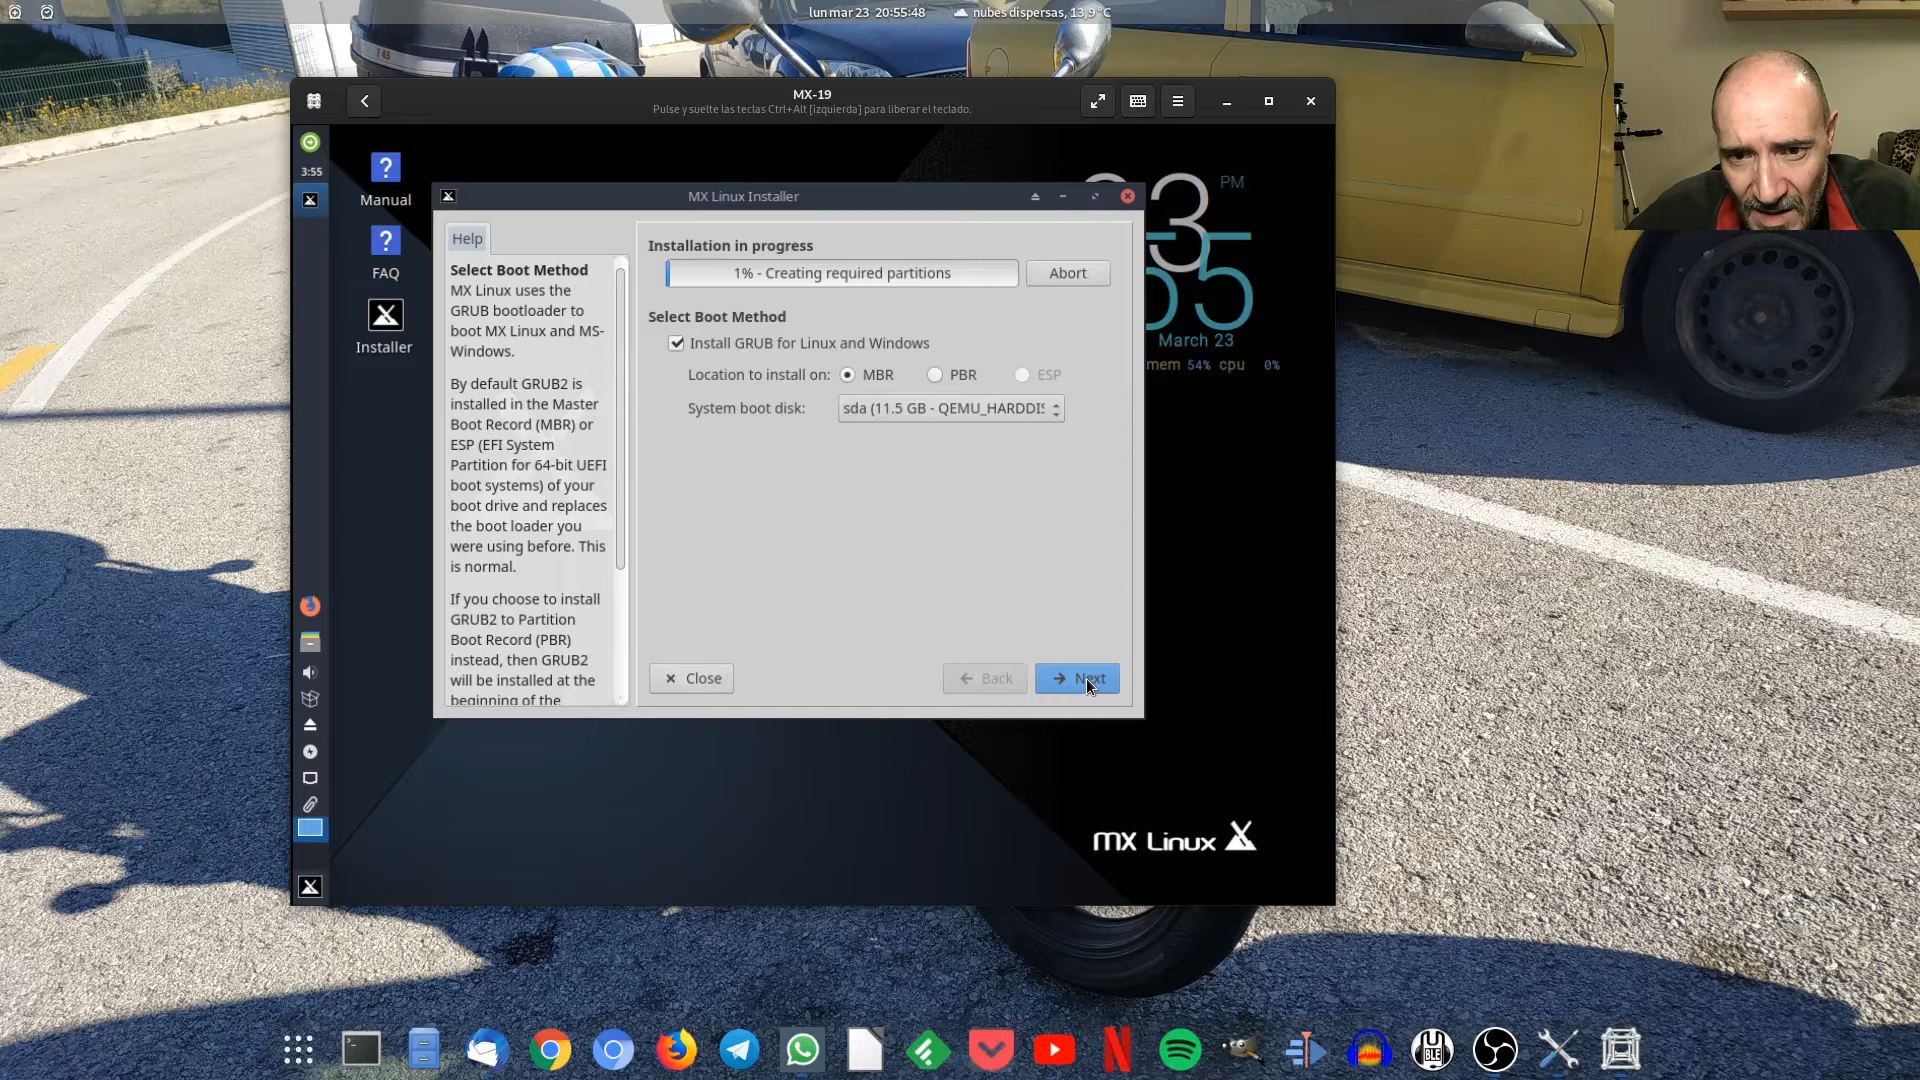 lun mar 23 20:55:48
nubes dispersas, 13,9°C
MX-19
Pulse y suelte las teclas Ctrl+Alt [izquierda] para liberar el teclado.
3:55
Manual
FAQ
Installer
MX Linux Installer
Help
Select Boot Method
MX Linux uses the
GRUB bootloader to
boot MX Linux and MS-
Windows.
By default GRUB2 is
installed in the Master
Boot Record (MBR) or
ESP (EFI System
Partition for 64-bit UEFI
boot systems) of your
boot drive and replaces
the boot loader you
were using before. This
is normal.
If you choose to install
GRUB2 to Partition
Boot Record (PBR)
instead, then GRUB2
will be installed at the
beginning of the
Installation in progress
1% - Creating required partitions
Abort
Select Boot Method
Install GRUB for Linux and Windows
Location to install on: MBR PBR ESP
System boot disk: sda (11.5 GB - QEMU_HARDDIS
Close
Back
Next
PM
March 23
mem 54% cpu 0%
MX Linux